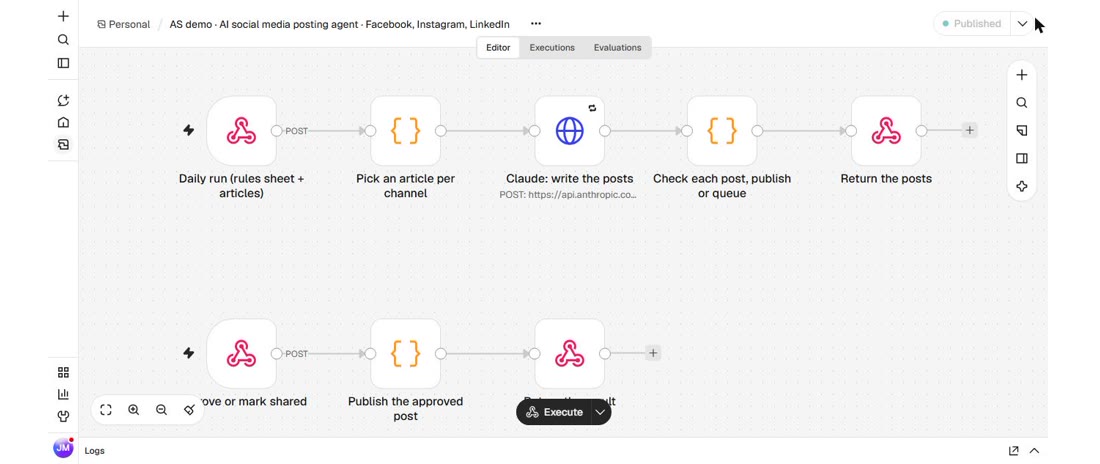 Personal / AS demo · AI social media posting agent · Facebook, Instagram, LinkedIn ...
Published
Editor Executions Evaluations
POST
Daily run (rules sheet +
articles)
Pick an article per
channel
Claude: write the posts
POST: https://api.anthropic.co...
Check each post, publish
or queue
Return the posts
POST
ove or mark shared
Publish the approved
post
Execute
JM
Logs